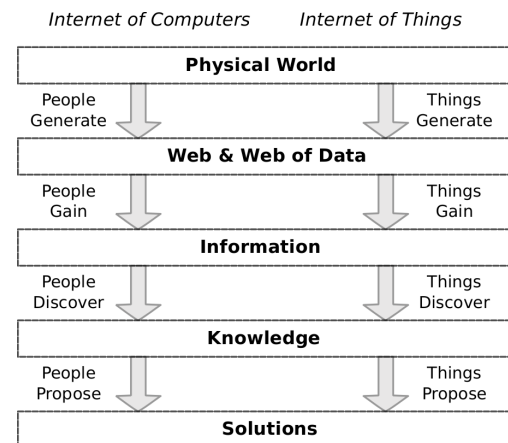 Internet of Computers
Internet of Things
Physical World
People
Generate
Things
Generate
Web & Web of Data
People
Gain
Things
Gain
Information
People
Discover
Things
Discover
Knowledge
People
Propose
Things
Propose
Solutions